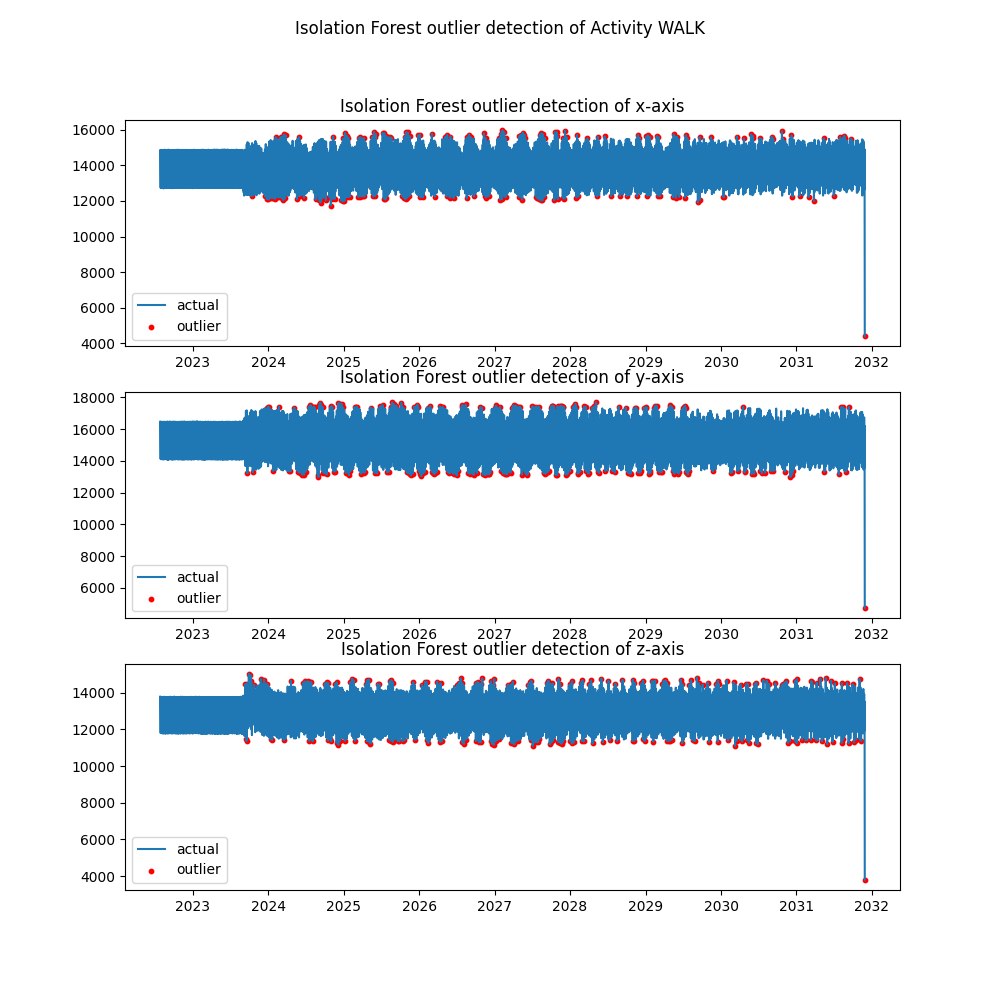 Isolation Forest outlier detection of Activity WALK
Isolation Forest outlier detection of x-axis
16000
14000
12000
10000
8000
6000
4000
actual
outlier
2023 2024 2025 2026 2027 2028 2029 2030 2031 2032
Isolation Forest outlier detection of y-axis
18000
16000
14000
12000
10000
8000
6000
actual
outlier
2023 2024 2025 2026 2027 2028 2029 2030 2031 2032
Isolation Forest outlier detection of z-axis
14000
12000
10000
8000
6000
4000
actual
outlier
2023 2024 2025 2026 2027 2028 2029 2030 2031 2032